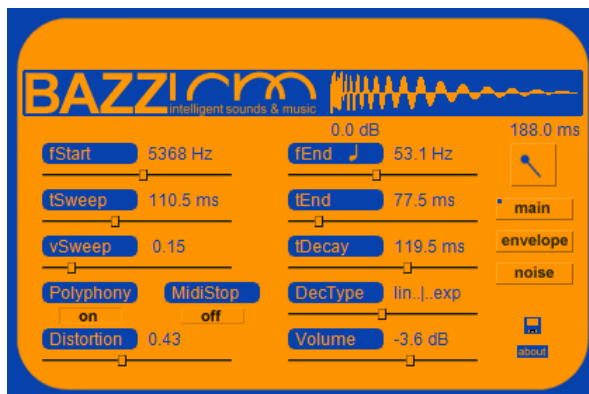 BAZZISM
intelligent sounds & music
0.0 dB 188.0 ms
fStart 5368 Hz fEnd 53.1 Hz
tSweep 110.5 ms tEnd 77.5 ms
main
vSweep 0.15 tDecay 119.5 ms
envelope
noise
Polyphony MidiStop DecType lin..|..exp
on off
Distortion 0.43 Volume -3.6 dB
about